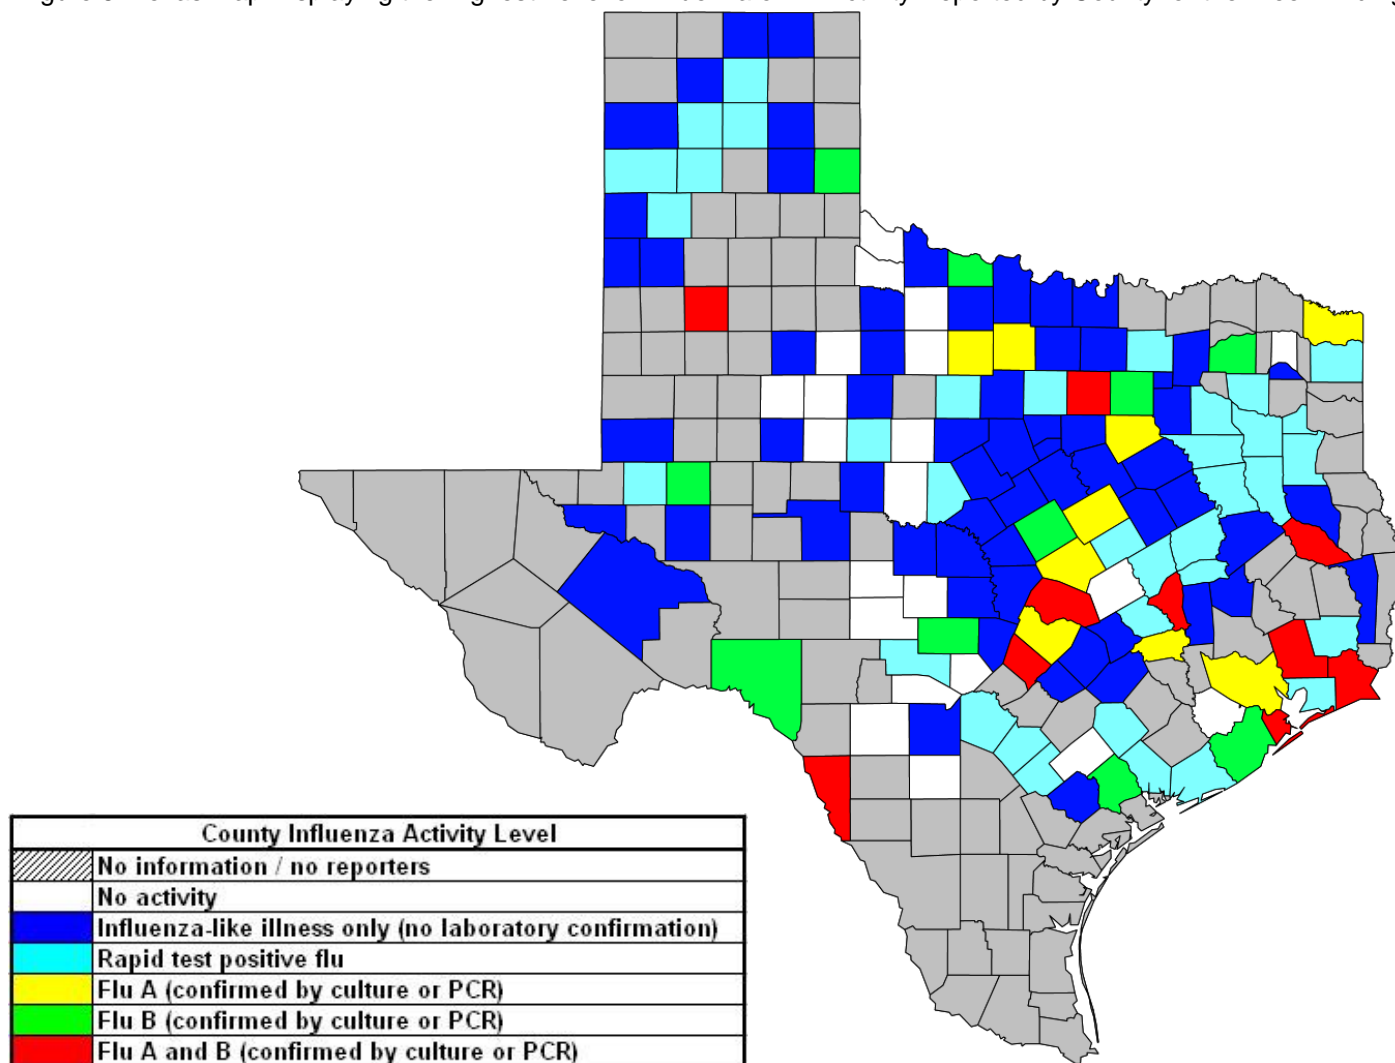 County Influenza Activity Level
No information / no reporters
No activity
Influenza-like illness only (no laboratory confirmation)
Rapid test positive flu
Flu A (confirmed by culture or PCR)
Flu B (confirmed by culture or PCR)
Flu A and B (confirmed by culture or PCR)